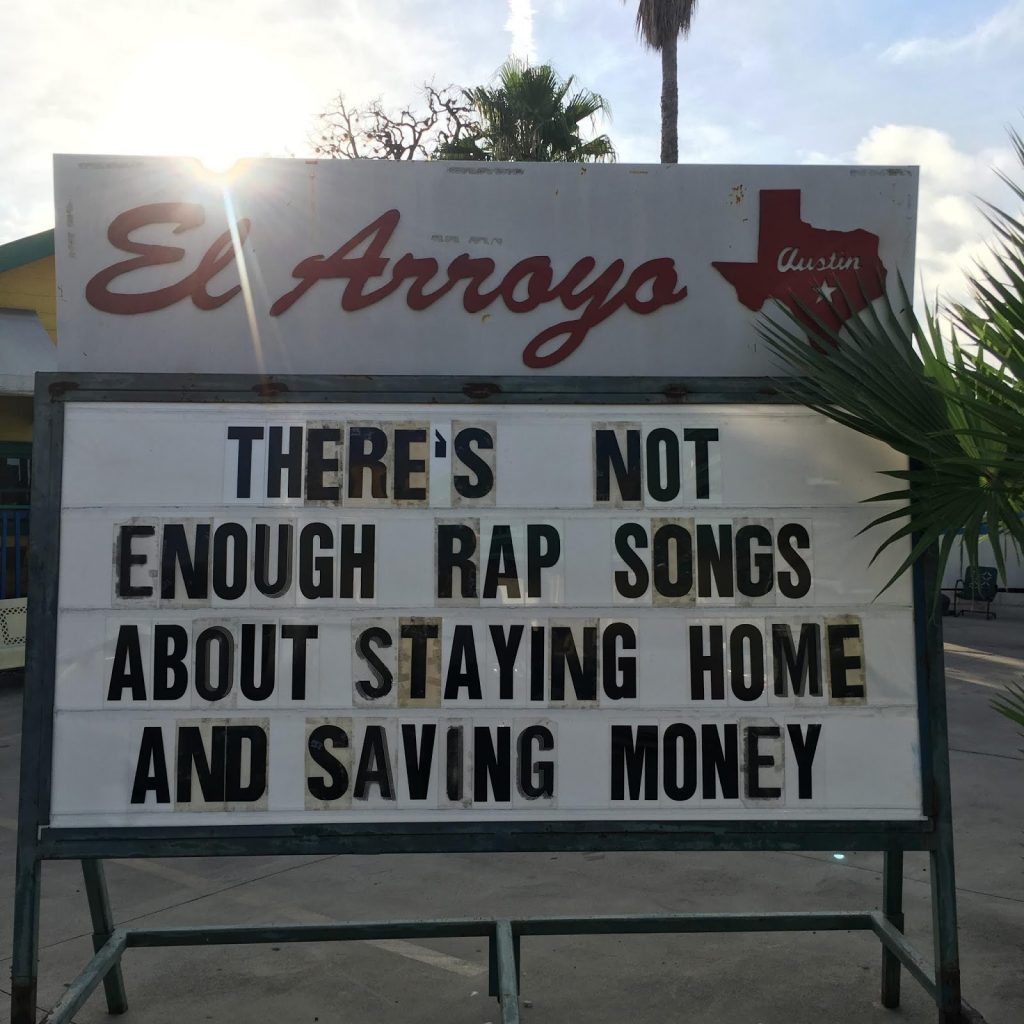 El Arroyo
Austin
THERE'S NOT
ENOUGH RAP SONGS
ABOUT STAYING HOME
AND SAVING MONEY